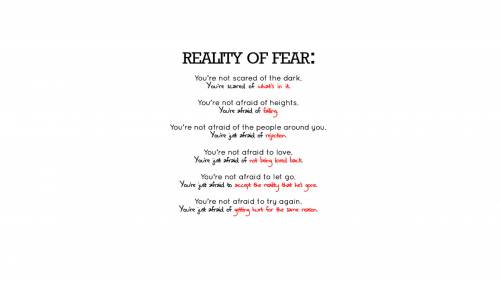 REALITY OF FEAR:
You're not scared of the dark,
You're scared of what's in it.
You're not afraid of heights,
You're afraid of falling.
You're not afraid of the people around you,
You're just afraid of rejection.
You're not afraid to love,
You're just afraid of not being loved back.
You're not afraid to let go,
You're just afraid to accept the reality that he's gone.
You're not afraid to try again,
You're just afraid of getting hurt for the same reason.